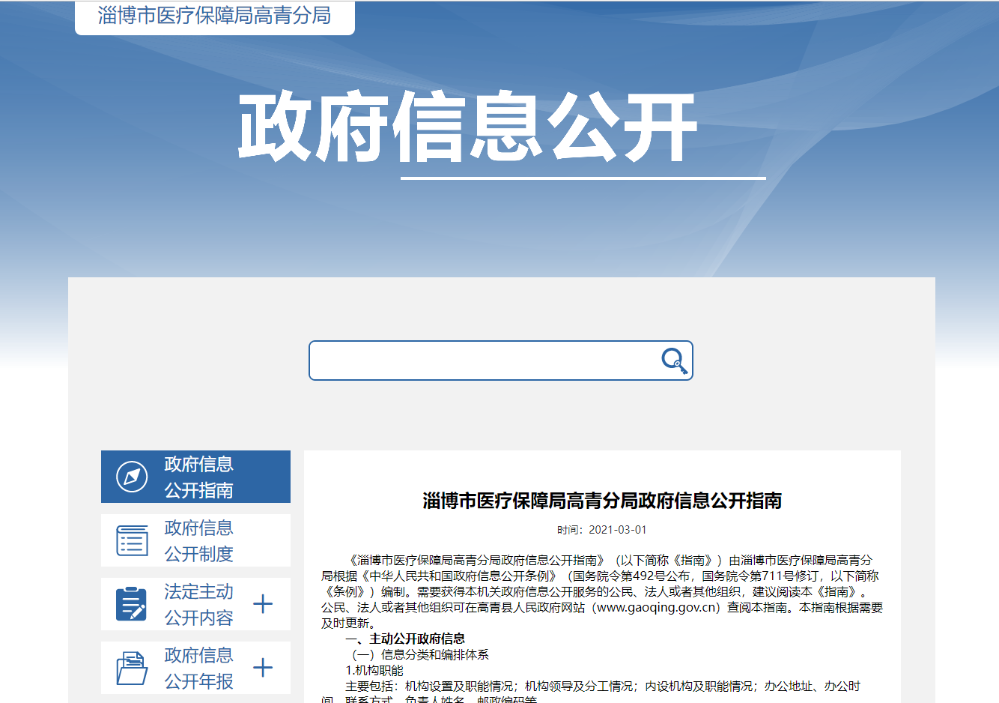 淄博市医疗保障局高青分局
政府信息公开
政府信息
公开指南
政府信息
公开制度
法定主动
公开内容
政府信息
公开年报
淄博市医疗保障局高青分局政府信息公开指南
时间：2021-03-01
《淄博市医疗保障局高青分局政府信息公开指南》（以下简称《指南》）由淄博市医疗保障局高青分
局根据《中华人民共和国政府信息公开条例》（国务院令第492号公布，国务院令第711号修订，以下简称
《条例》）编制。需要获得本机关政府信息公开服务的公民、法人或者其他组织，建议阅读本《指南》。
公民、法人或者其他组织可在高青县人民政府网站（www.gaoqing.gov.cn）查阅本指南。本指南根据需要
及时更新。
一、主动公开政府信息
（一）信息分类和编排体系
1.机构职能
主要包括：机构设置及职能情况；机构领导及分工情况；内设机构及职能情况；办公地址、办公时
间、联系方式、负责人姓名、邮政编码等